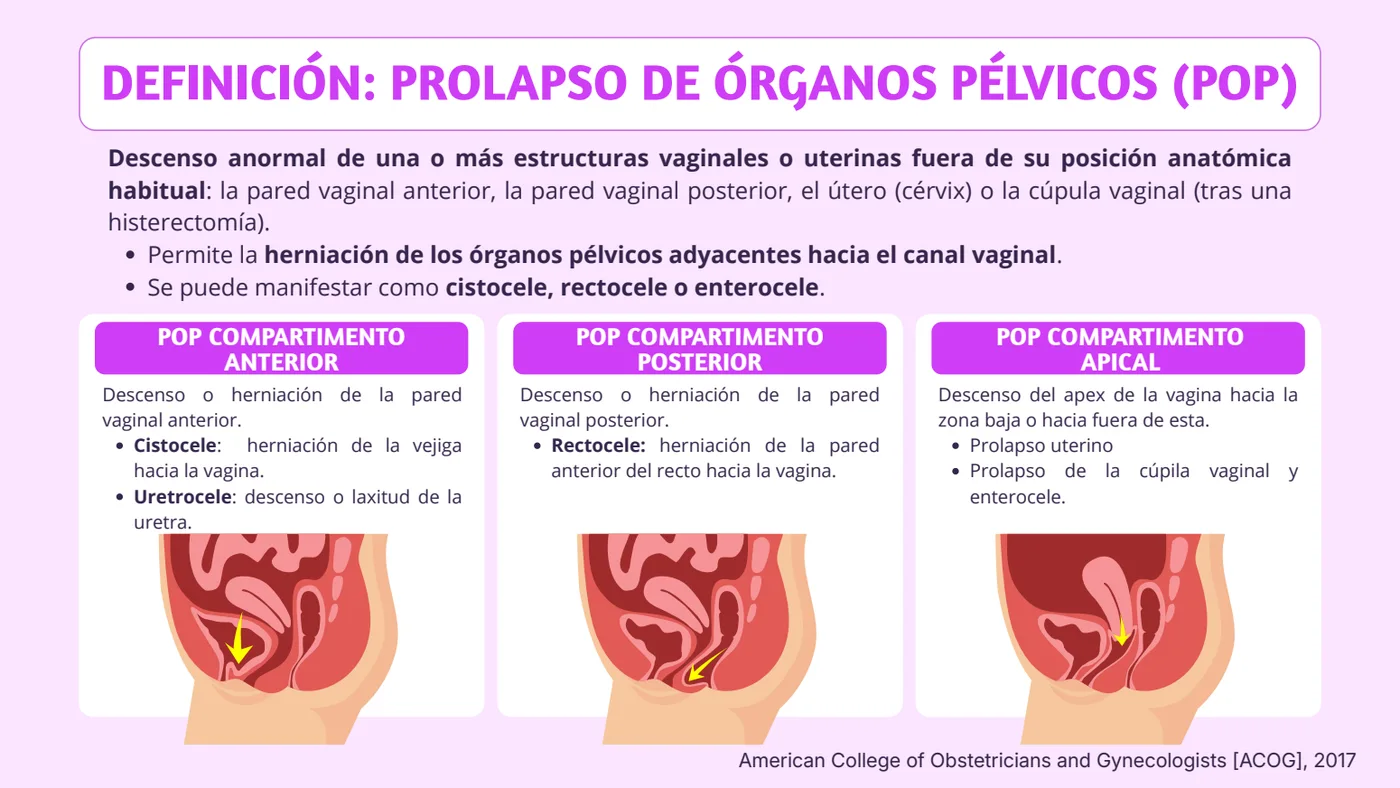 DEFINICIÓN: PROLAPSO DE ÓRGANOS PÉLVICOS (POP)
Descenso anormal de una o más estructuras vaginales o uterinas fuera de su posición anatómica
habitual: la pared vaginal anterior, la pared vaginal posterior, el útero (cérvix) o la cúpula vaginal (tras una
histerectomía).
• Permite la herniación de los órganos pélvicos adyacentes hacia el canal vaginal.
• Se puede manifestar como cistocele, rectocele o enterocele.
POP COMPARTIMENTO
ANTERIOR
Descenso o herniación de la pared
vaginal anterior.
• Cistocele: herniación de la vejiga
hacia la vagina.
• Uretrocele: descenso o laxitud de la
uretra.
POP COMPARTIMENTO
POSTERIOR
Descenso o herniación de la pared
vaginal posterior.
• Rectocele: herniación de la pared
anterior del recto hacia la vagina.
POP COMPARTIMENTO
APICAL
Descenso del apex de la vagina hacia la
zona baja o hacia fuera de esta.
• Prolapso uterino
• Prolapso de la cúpila vaginal y
enterocele.
American College of Obstetricians and Gynecologists [ACOG], 2017